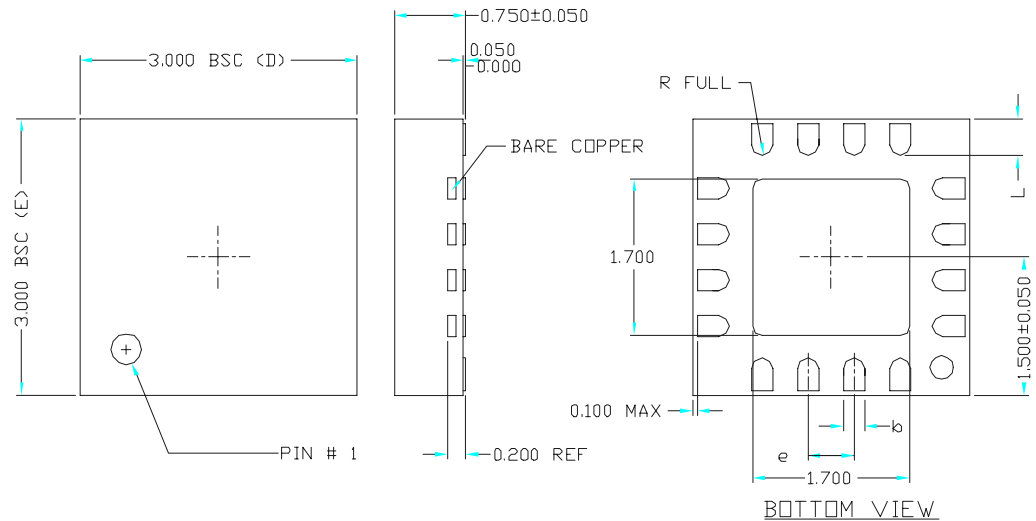 0.750±0.050
3.000 BSC (D)
0.050
0.000
R FULL
BARE COPPER
L
3.000 BSC (E)
1.700
1.500±0.050
0.100 MAX
b
PIN # 1
0.200 REF
e
1.700
BOTTOM VIEW